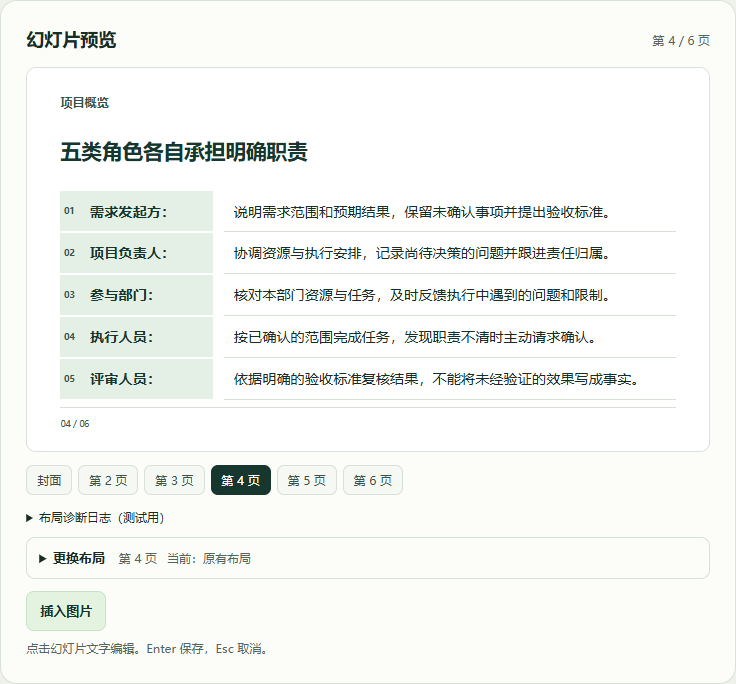 幻灯片预览
第 4 / 6 页
项目概览
五类角色各自承担明确职责
01 需求发起方： 说明需求范围和预期结果，保留未确认事项并提出验收标准。
02 项目负责人： 协调资源与执行安排，记录尚待决策的问题并跟进责任归属。
03 参与部门： 核对本部门资源与任务，及时反馈执行中遇到的问题和限制。
04 执行人员： 按已确认的范围完成任务，发现职责不清时主动请求确认。
05 评审人员： 依据明确的验收标准复核结果，不能将未经验证的效果写成事实。
04 / 06
封面 第 2 页 第 3 页 第 4 页 第 5 页 第 6 页
▶ 布局诊断日志（测试用）
▶ 更换布局 第 4 页 当前：原有布局
插入图片
点击幻灯片文字编辑。Enter 保存，Esc 取消。